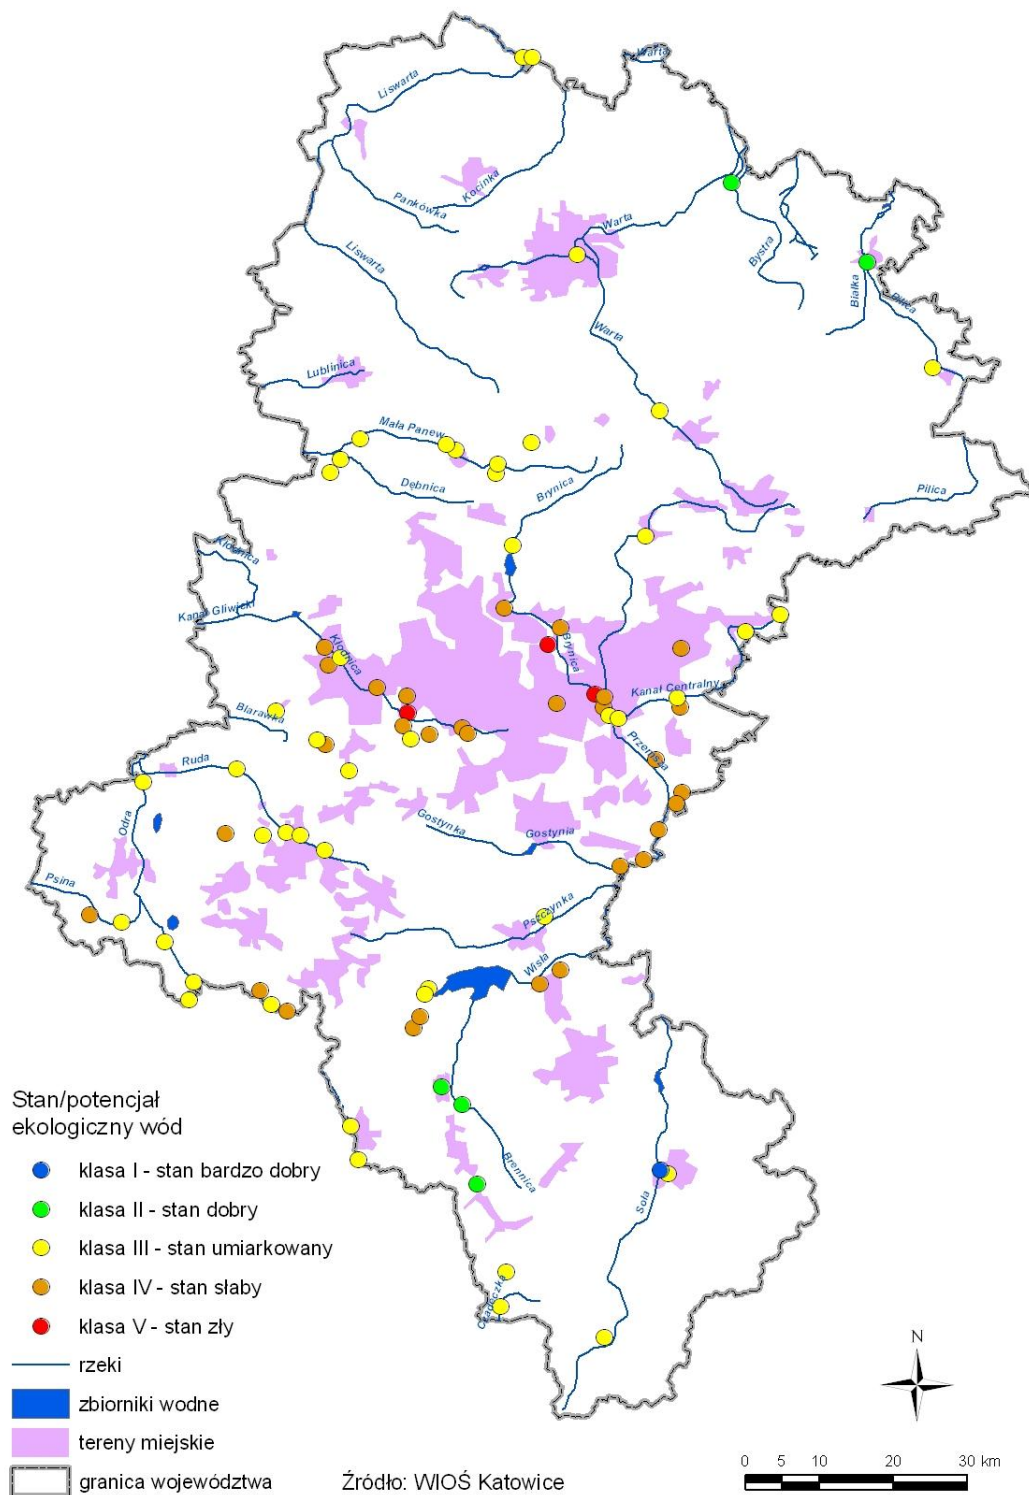 Warta
Liswarta
Kocinka
Pankówka
Warta
Bystra
Liswarta
Białka
Pilica
Warta
Lublinica
Mała Panew
Dębnica
Brynica
Pilica
Kłodnica
Kanał Gliwicki
Kłodnica
Brynica
Kanał Centralny
Bierawka
Przemsza
Ruda
Odra
Gostynka
Gostynia
Psina
Pszczynka
Wisła
Brennica
Soła
Czadeczka
Stan/potencjał
ekologiczny wód
klasa I - stan bardzo dobry
klasa II - stan dobry
klasa III - stan umiarkowany
klasa IV - stan słaby
klasa V - stan zły
rzeki
zbiorniki wodne
tereny miejskie
granica województwa
Źródło: WIOŚ Katowice
N
0 5 10 20 30 km